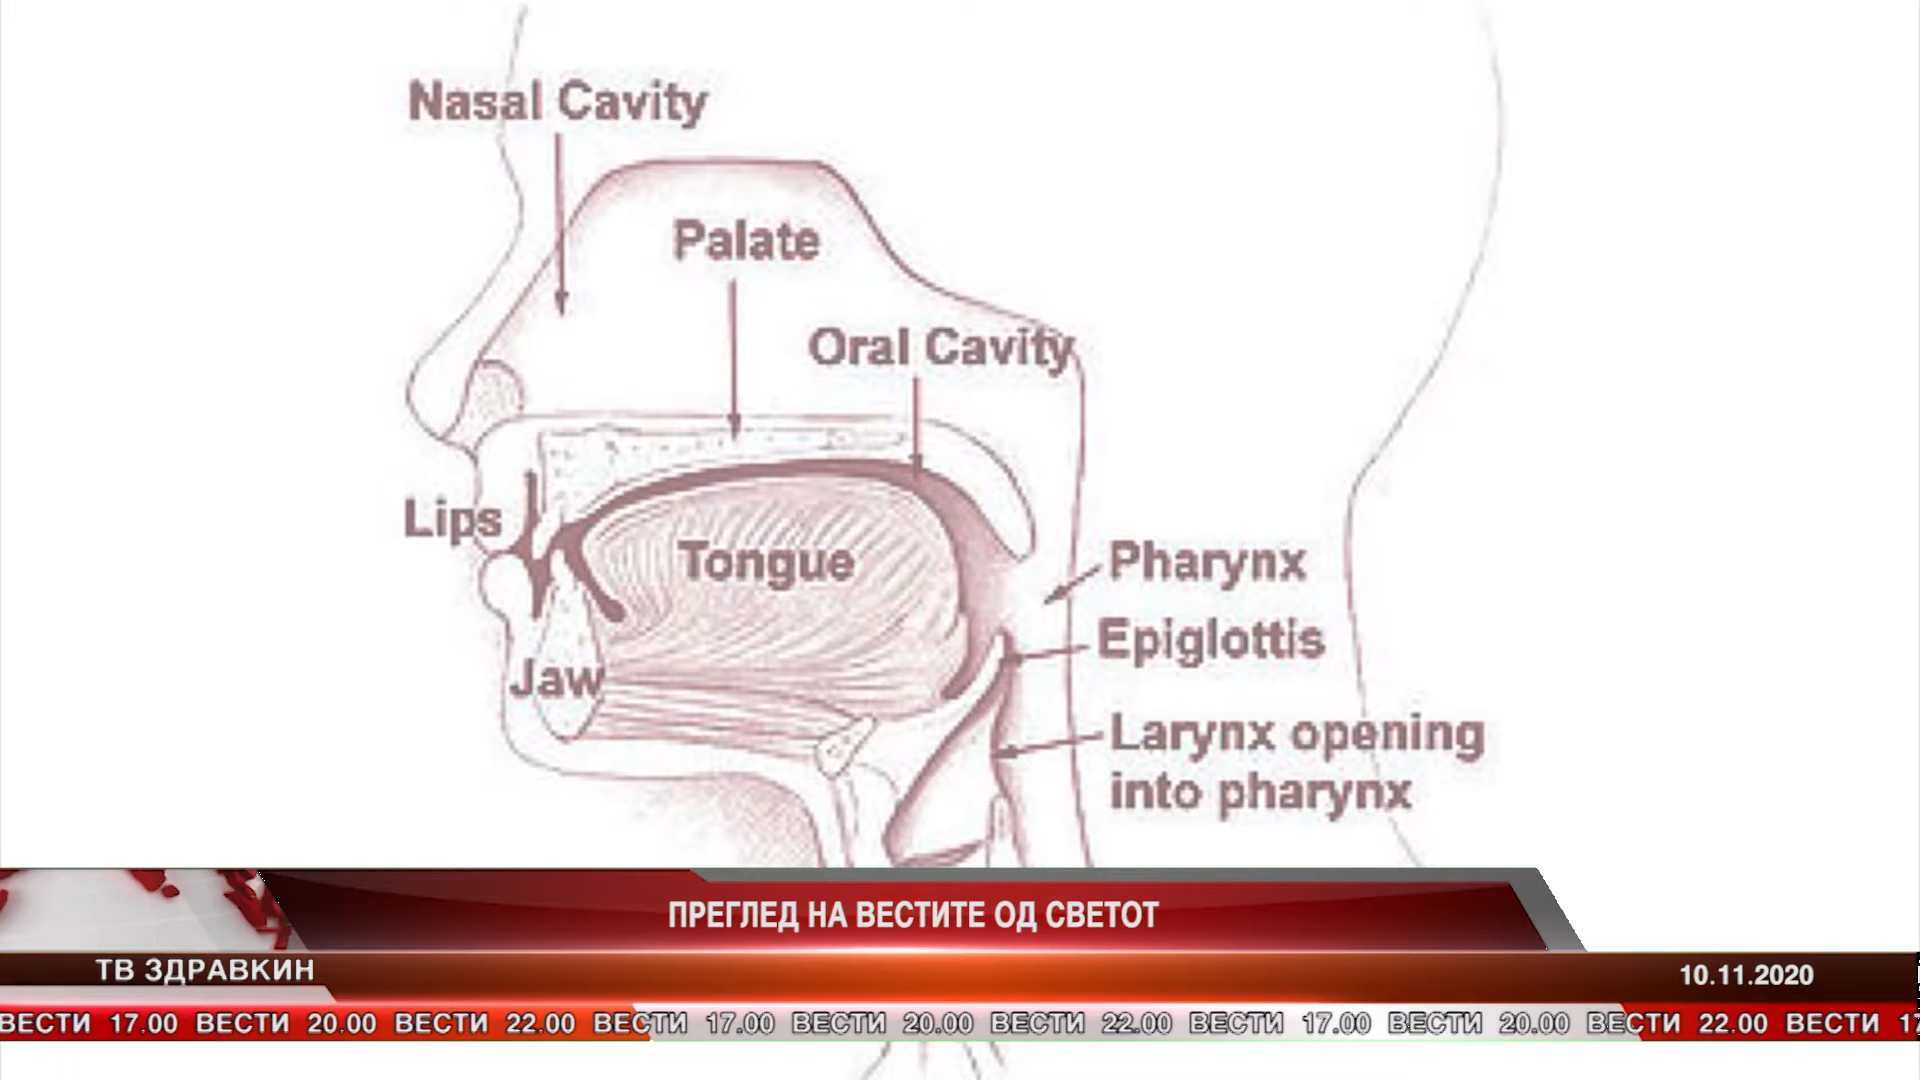 Nasal Cavity
Palate
Oral Cavity
Lips
Tongue
Pharynx
Epiglottis
Jaw
Larynx opening
into pharynx
ПРЕГЛЕД НА ВЕСТИТЕ ОД СВЕТОТ
ТВ ЗДРАВКИН
10.11.2020
ВЕСТИ 17.00 ВЕСТИ 20.00 ВЕСТИ 22.00 ВЕСТИ 17.00 ВЕСТИ 20.00 ВЕСТИ 22.00 ВЕСТИ 17.00 ВЕСТИ 20.00 ВЕСТИ 22.00 ВЕСТИ